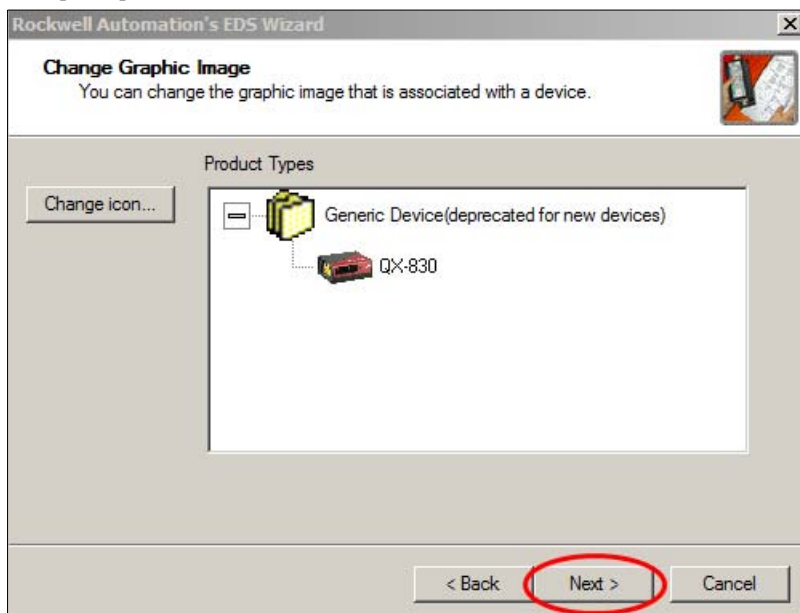 Rockwell Automation's EDS Wizard
Change Graphic Image
You can change the graphic image that is associated with a device.
Product Types
Change icon...
Generic Device(deprecated for new devices)
QX-830
< Back
Next >
Cancel